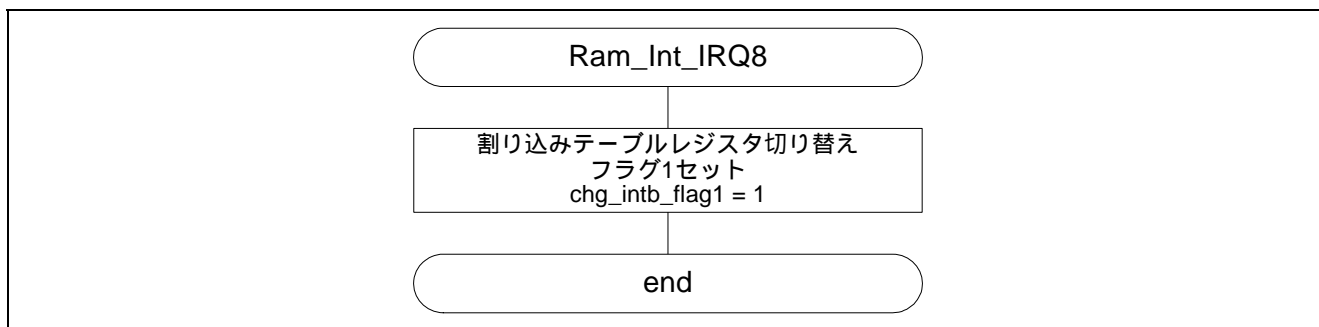 Ram_Int_IRQ8
割り込みテーブルレジスタ切り替え
フラグ1セット
chg_intb_flag1 = 1
end